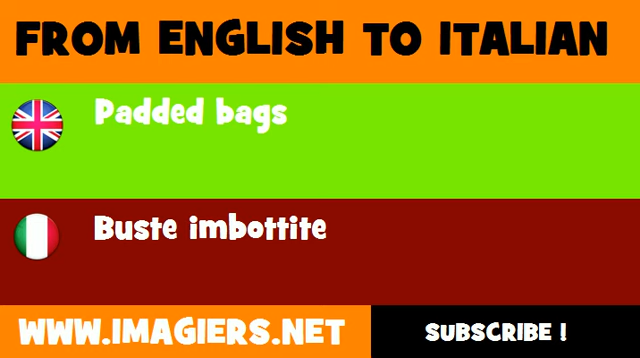 FROM ENGLISH TO ITALIAN
Padded bags
Buste imbottite
WWW.IMAGIERS.NET
SUBSCRIBE !